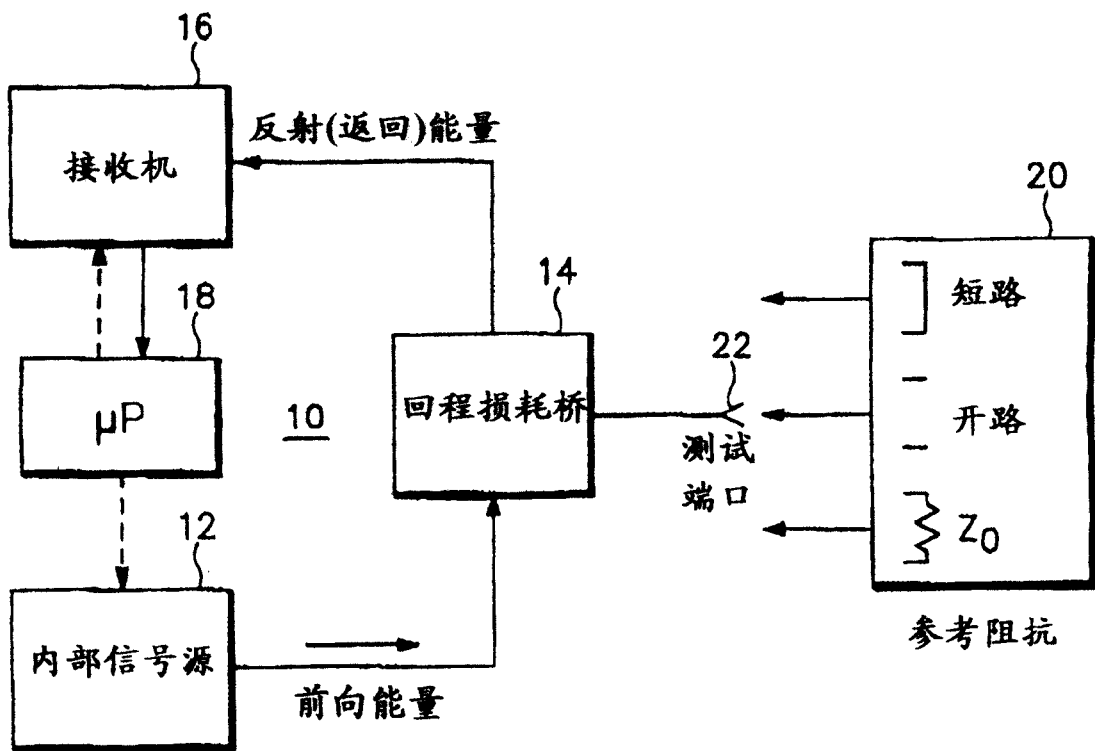 16
接收机
反射(返回)能量
18
μP
10
14
回程损耗桥
22
测试
端口
20
短路
开路
Z0
参考阻抗
12
内部信号源
前向能量